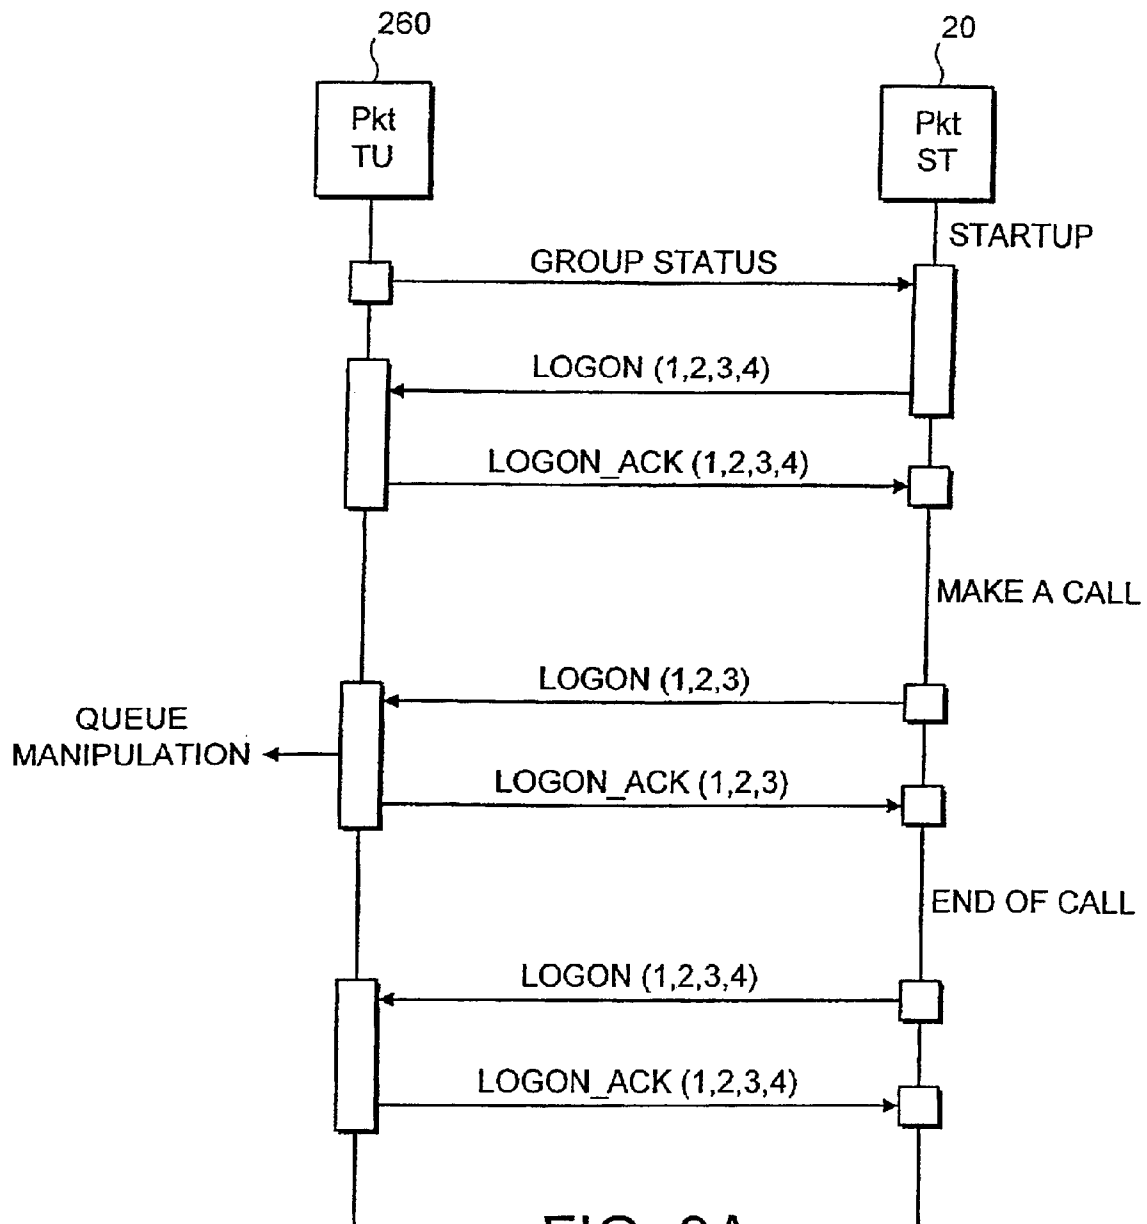 260
20
Pkt
TU
Pkt
ST
STARTUP
GROUP STATUS
LOGON (1,2,3,4)
LOGON_ACK (1,2,3,4)
MAKE A CALL
LOGON (1,2,3)
QUEUE
MANIPULATION
LOGON_ACK (1,2,3)
END OF CALL
LOGON (1,2,3,4)
LOGON_ACK (1,2,3,4)